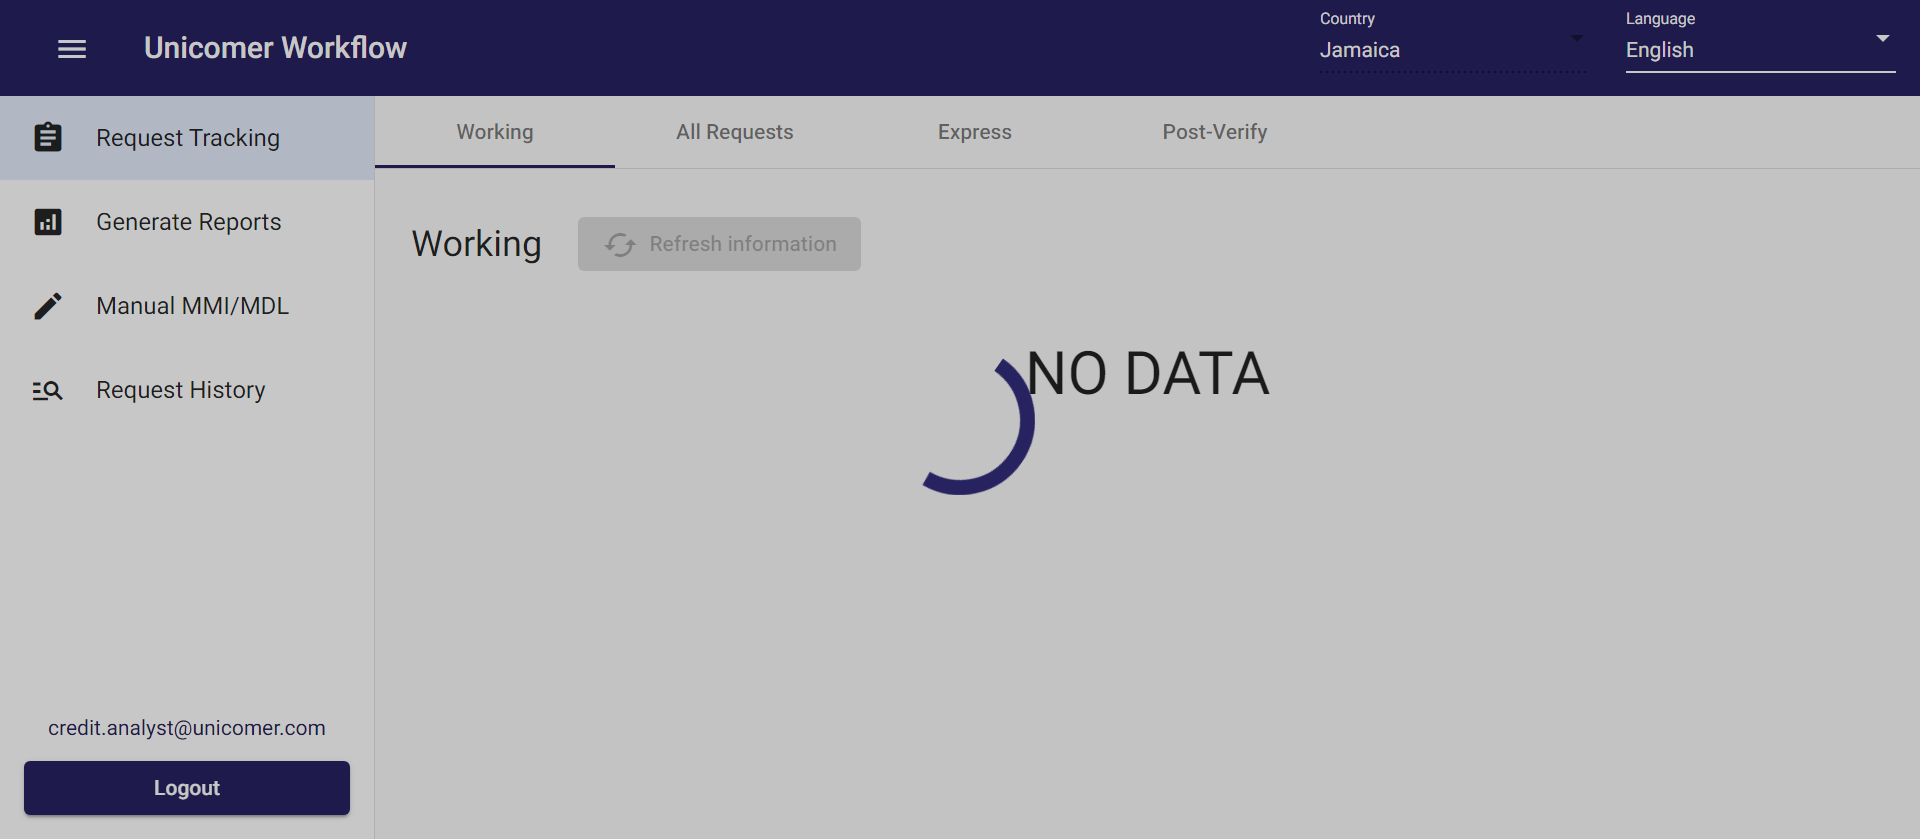 Unicomer Workflow
Country
Jamaica
Language
English
Request Tracking
Generate Reports
Manual MMI/MDL
Request History
credit.analyst@unicomer.com
Logout
Working
All Requests
Express
Post-Verify
Working
Refresh information
NO DATA